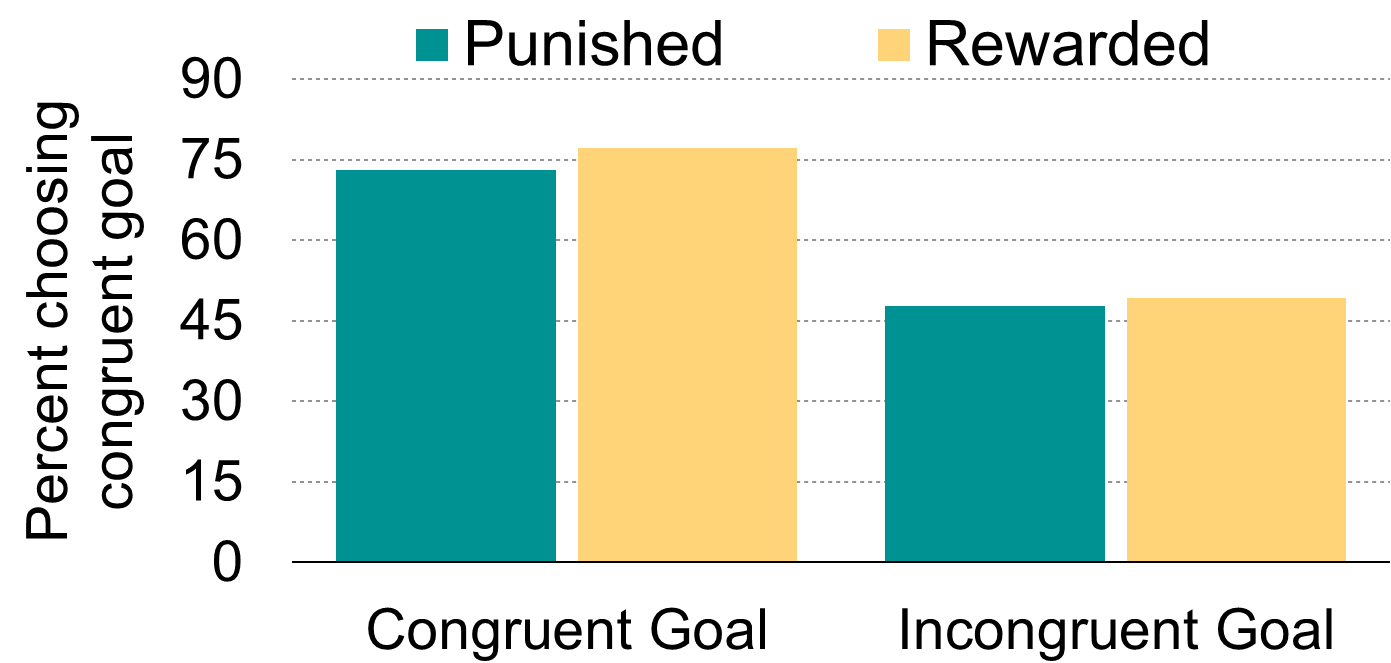 Punished Rewarded
Percent choosing
congruent goal
90
75
60
45
30
15
0
Congruent Goal Incongruent Goal